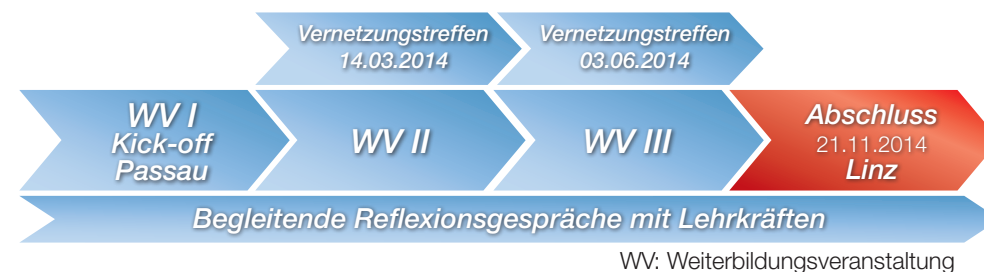 Vernetzungstreffen
14.03.2014
Vernetzungstreffen
03.06.2014
WV I
Kick-off
Passau
WV II
WV III
Abschluss
21.11.2014
Linz
Begleitende Reflexionsgespräche mit Lehrkräften
WV: Weiterbildungsveranstaltung